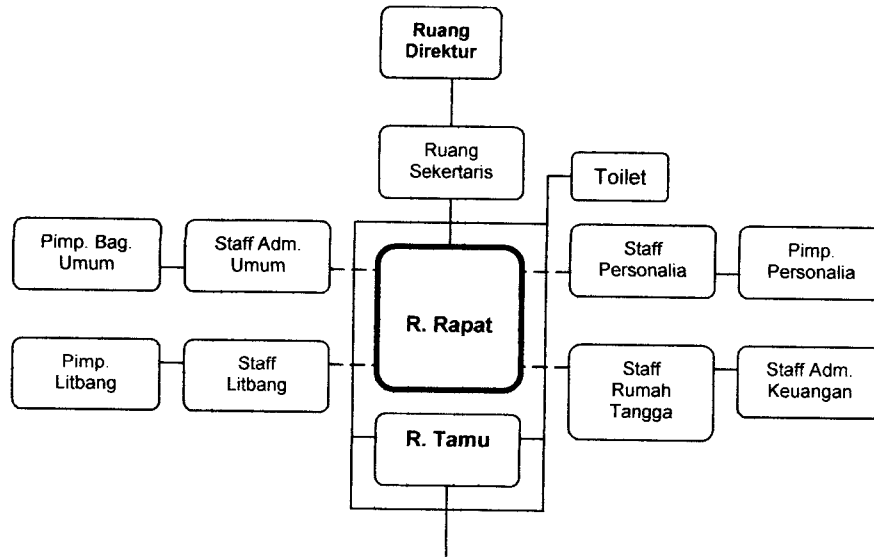 Ruang
Direktur
Ruang
Sekertaris
Toilet
Pimp. Bag.
Umum
Staff Adm.
Umum
Staff
Personalia
Pimp.
Personalia
R. Rapat
Pimp.
Litbang
Staff
Litbang
Staff
Rumah
Tangga
Staff Adm.
Keuangan
R. Tamu